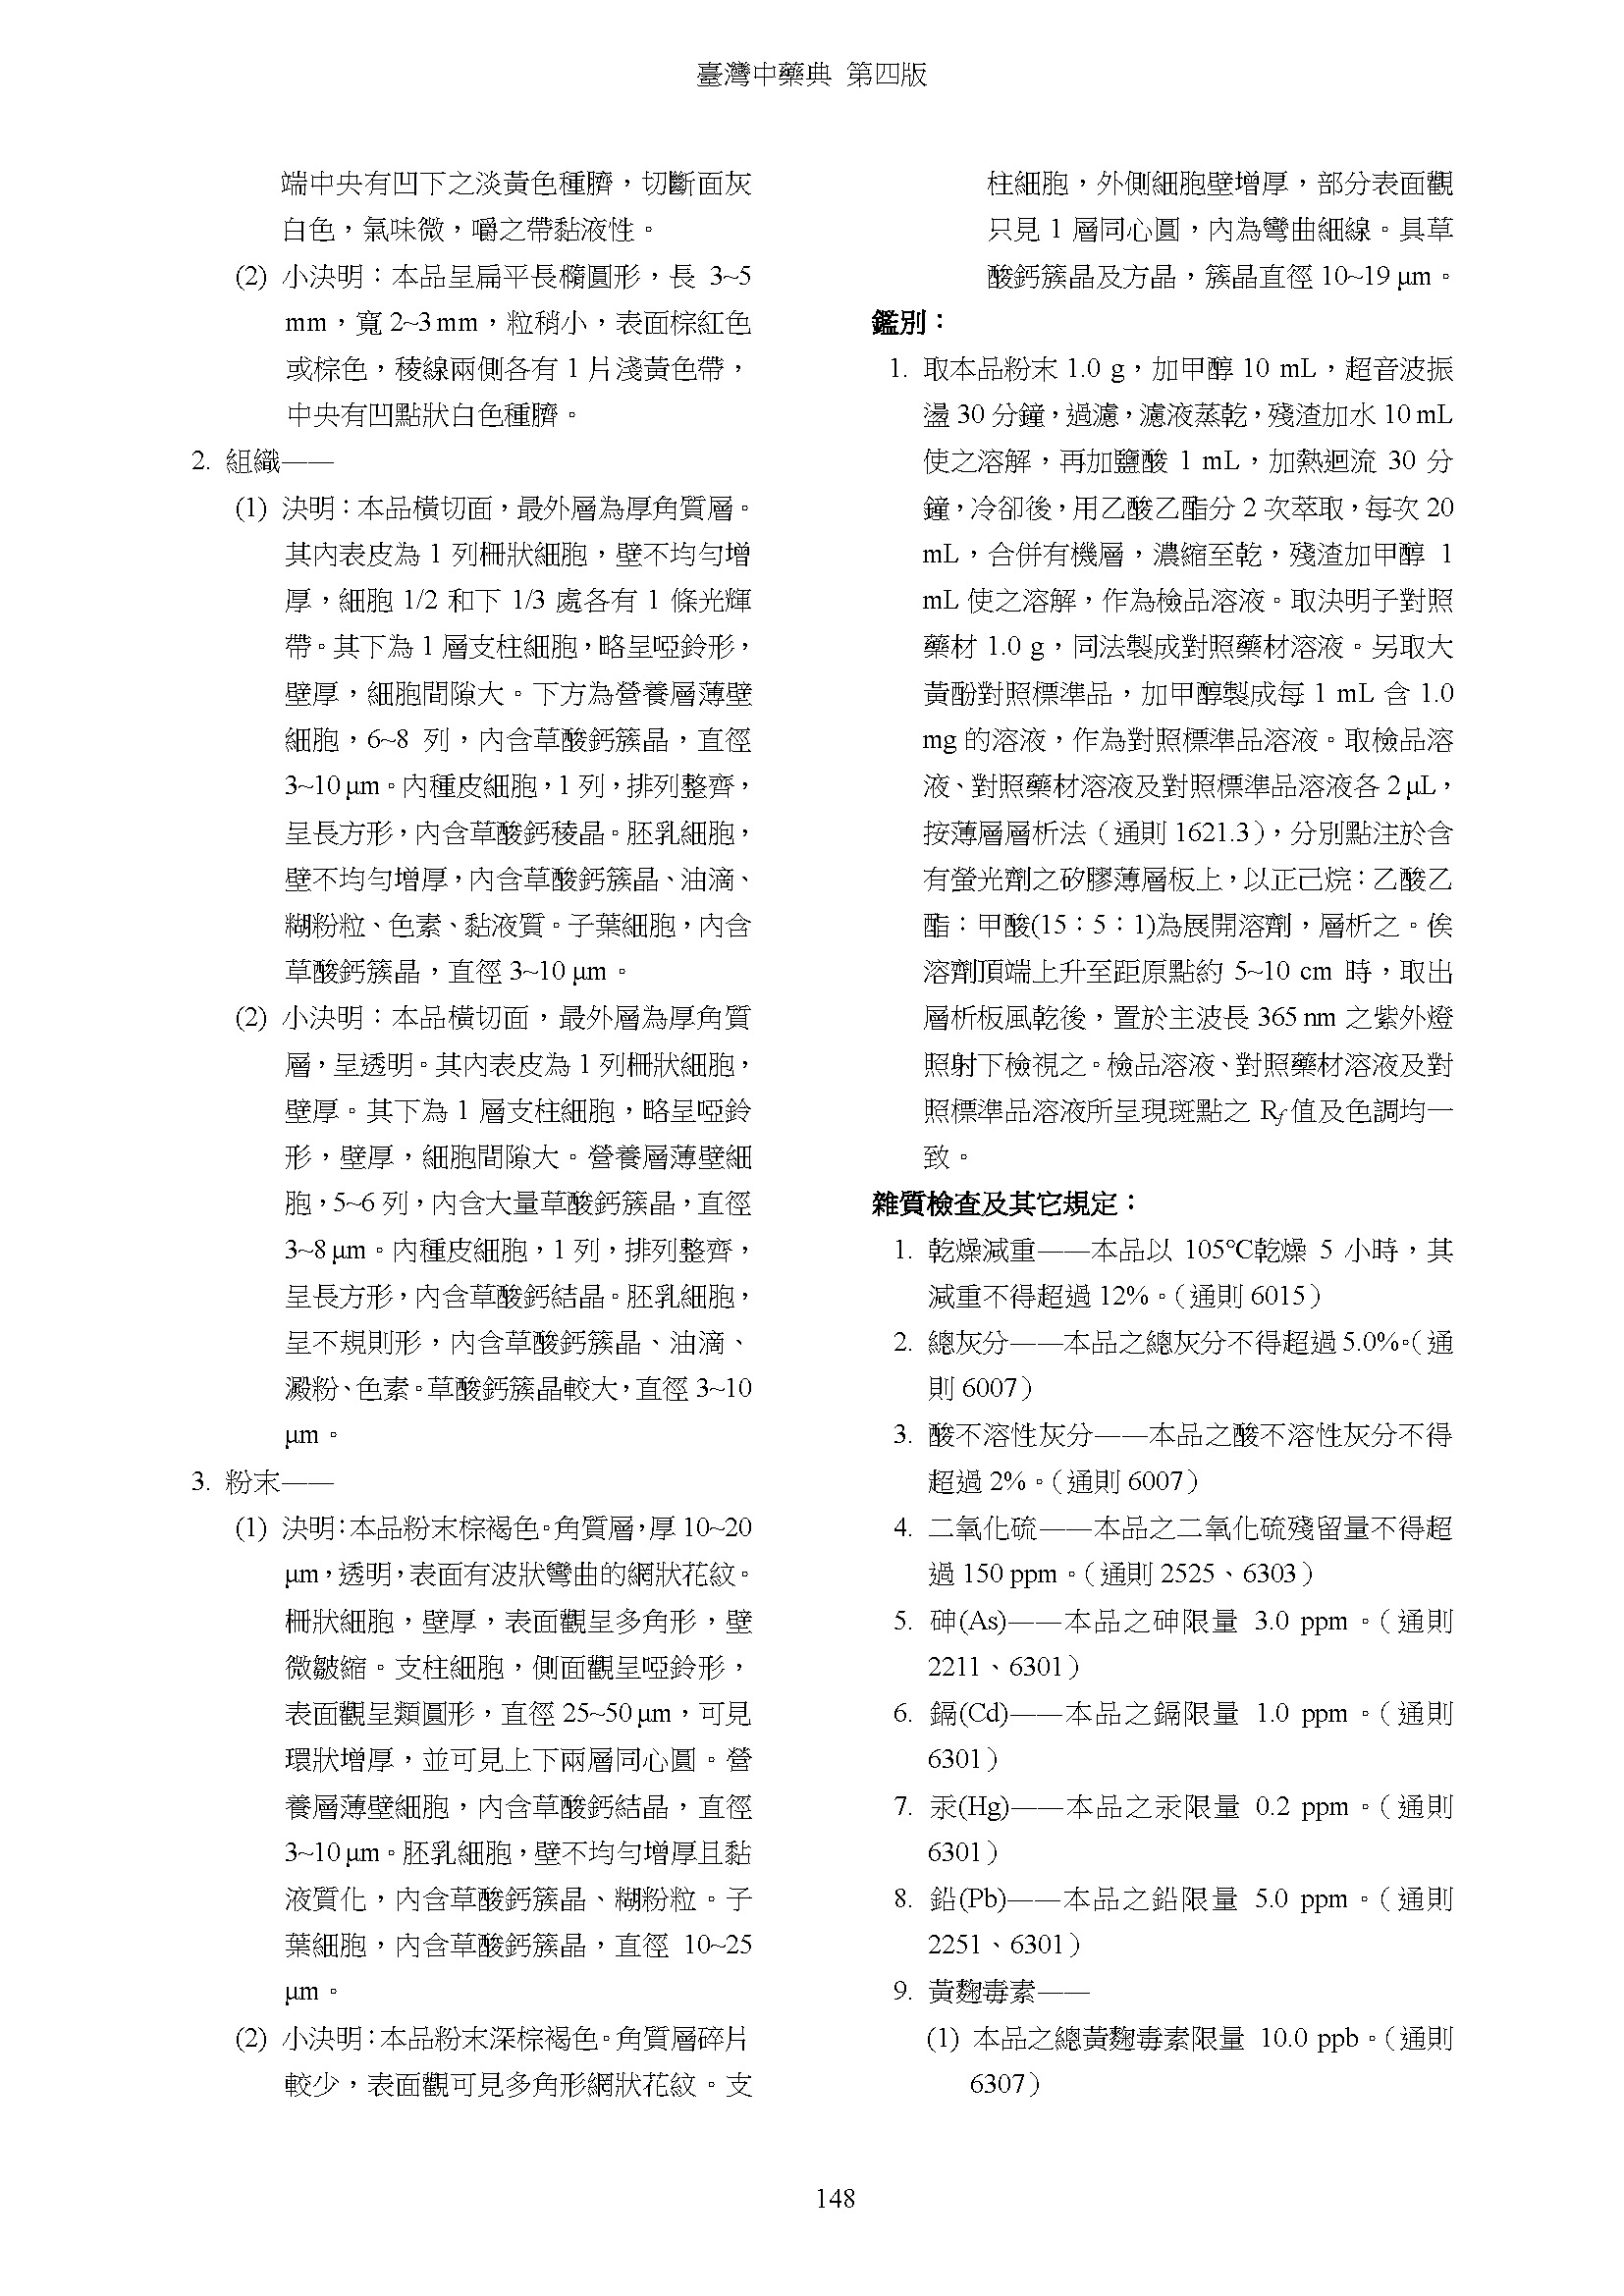 臺灣中藥典 第四版
端中央有凹下之淡黃色種臍，切斷面灰
白色，氣味微，嚼之帶黏液性。
(2) 小決明：本品呈扁平長橢圓形，長 3~5
mm，寬 2~3 mm，粒稍小，表面棕紅色
或棕色，稜線兩側各有 1 片淺黃色帶，
中央有凹點狀白色種臍。
2. 組織——
(1) 決明：本品橫切面，最外層為厚角質層。
其內表皮為 1 列柵狀細胞，壁不均勻增
厚，細胞 1/2 和下 1/3 處各有 1 條光輝
帶。其下為 1 層支柱細胞，略呈啞鈴形，
壁厚，細胞間隙大。下方為營養層薄壁
細胞，6~8 列，內含草酸鈣簇晶，直徑
3~10 μm。內種皮細胞，1 列，排列整齊，
呈長方形，內含草酸鈣稜晶。胚乳細胞，
壁不均勻增厚，內含草酸鈣簇晶、油滴、
糊粉粒、色素、黏液質。子葉細胞，內含
草酸鈣簇晶，直徑 3~10 μm。
(2) 小決明：本品橫切面，最外層為厚角質
層，呈透明。其內表皮為 1 列柵狀細胞，
壁厚。其下為 1 層支柱細胞，略呈啞鈴
形，壁厚，細胞間隙大。營養層薄壁細
胞，5~6 列，內含大量草酸鈣簇晶，直徑
3~8 μm。內種皮細胞，1 列，排列整齊，
呈長方形，內含草酸鈣結晶。胚乳細胞，
呈不規則形，內含草酸鈣簇晶、油滴、
澱粉、色素。草酸鈣簇晶較大，直徑 3~10
μm。
3. 粉末——
(1) 決明：本品粉末棕褐色。角質層，厚 10~20
μm，透明，表面有波狀彎曲的網狀花紋。
柵狀細胞，壁厚，表面觀呈多角形，壁
微皺縮。支柱細胞，側面觀呈啞鈴形，
表面觀呈類圓形，直徑 25~50 μm，可見
環狀增厚，並可見上下兩層同心圓。營
養層薄壁細胞，內含草酸鈣結晶，直徑
3~10 μm。胚乳細胞，壁不均勻增厚且黏
液質化，內含草酸鈣簇晶、糊粉粒。子
葉細胞，內含草酸鈣簇晶，直徑 10~25
μm。
(2) 小決明：本品粉末深棕褐色。角質層碎片
較少，表面觀可見多角形網狀花紋。支
柱細胞，外側細胞壁增厚，部分表面觀
只見 1 層同心圓，內為彎曲細線。具草
酸鈣簇晶及方晶，簇晶直徑 10~19 μm。
鑑別：
1. 取本品粉末 1.0 g，加甲醇 10 mL，超音波振
盪 30 分鐘，過濾，濾液蒸乾，殘渣加水 10 mL
使之溶解，再加鹽酸 1 mL，加熱迴流 30 分
鐘，冷卻後，用乙酸乙酯分 2 次萃取，每次 20
mL，合併有機層，濃縮至乾，殘渣加甲醇 1
mL 使之溶解，作為檢品溶液。取決明子對照
藥材 1.0 g，同法製成對照藥材溶液。另取大
黃酚對照標準品，加甲醇製成每 1 mL 含 1.0
mg 的溶液，作為對照標準品溶液。取檢品溶
液、對照藥材溶液及對照標準品溶液各 2 μL，
按薄層層析法（通則 1621.3），分別點注於含
有螢光劑之矽膠薄層板上，以正己烷：乙酸乙
酯：甲酸(15：5：1)為展開溶劑，層析之。俟
溶劑頂端上升至距原點約 5~10 cm 時，取出
層析板風乾後，置於主波長 365 nm 之紫外燈
照射下檢視之。檢品溶液、對照藥材溶液及對
照標準品溶液所呈現斑點之 Rf 值及色調均一
致。
雜質檢查及其它規定：
1. 乾燥減重——本品以 105℃乾燥 5 小時，其
減重不得超過 12%。（通則 6015）
2. 總灰分——本品之總灰分不得超過 5.0%。（通
則 6007）
3. 酸不溶性灰分——本品之酸不溶性灰分不得
超過 2%。（通則 6007）
4. 二氧化硫——本品之二氧化硫殘留量不得超
過 150 ppm。（通則 2525、6303）
5. 砷(As)——本品之砷限量 3.0 ppm。（通則
2211、6301）
6. 鎘(Cd)——本品之鎘限量 1.0 ppm。（通則
6301）
7. 汞(Hg)——本品之汞限量 0.2 ppm。（通則
6301）
8. 鉛(Pb)——本品之鉛限量 5.0 ppm。（通則
2251、6301）
9. 黃麴毒素——
(1) 本品之總黃麴毒素限量 10.0 ppb。（通則
6307）
148